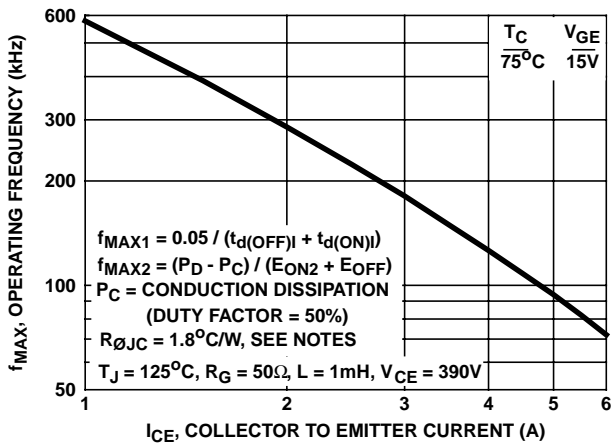 f_MAX, OPERATING FREQUENCY (kHz)
600
300
200
100
50
T_C V_GE
75°C 15V
f_MAX1 = 0.05 / (t_d(OFF)I + t_d(ON)I)
f_MAX2 = (P_D - P_C) / (E_ON2 + E_OFF)
P_C = CONDUCTION DISSIPATION
(DUTY FACTOR = 50%)
R_ØJC = 1.8°C/W, SEE NOTES
T_J = 125°C, R_G = 50Ω, L = 1mH, V_CE = 390V
1 2 3 4 5 6
I_CE, COLLECTOR TO EMITTER CURRENT (A)